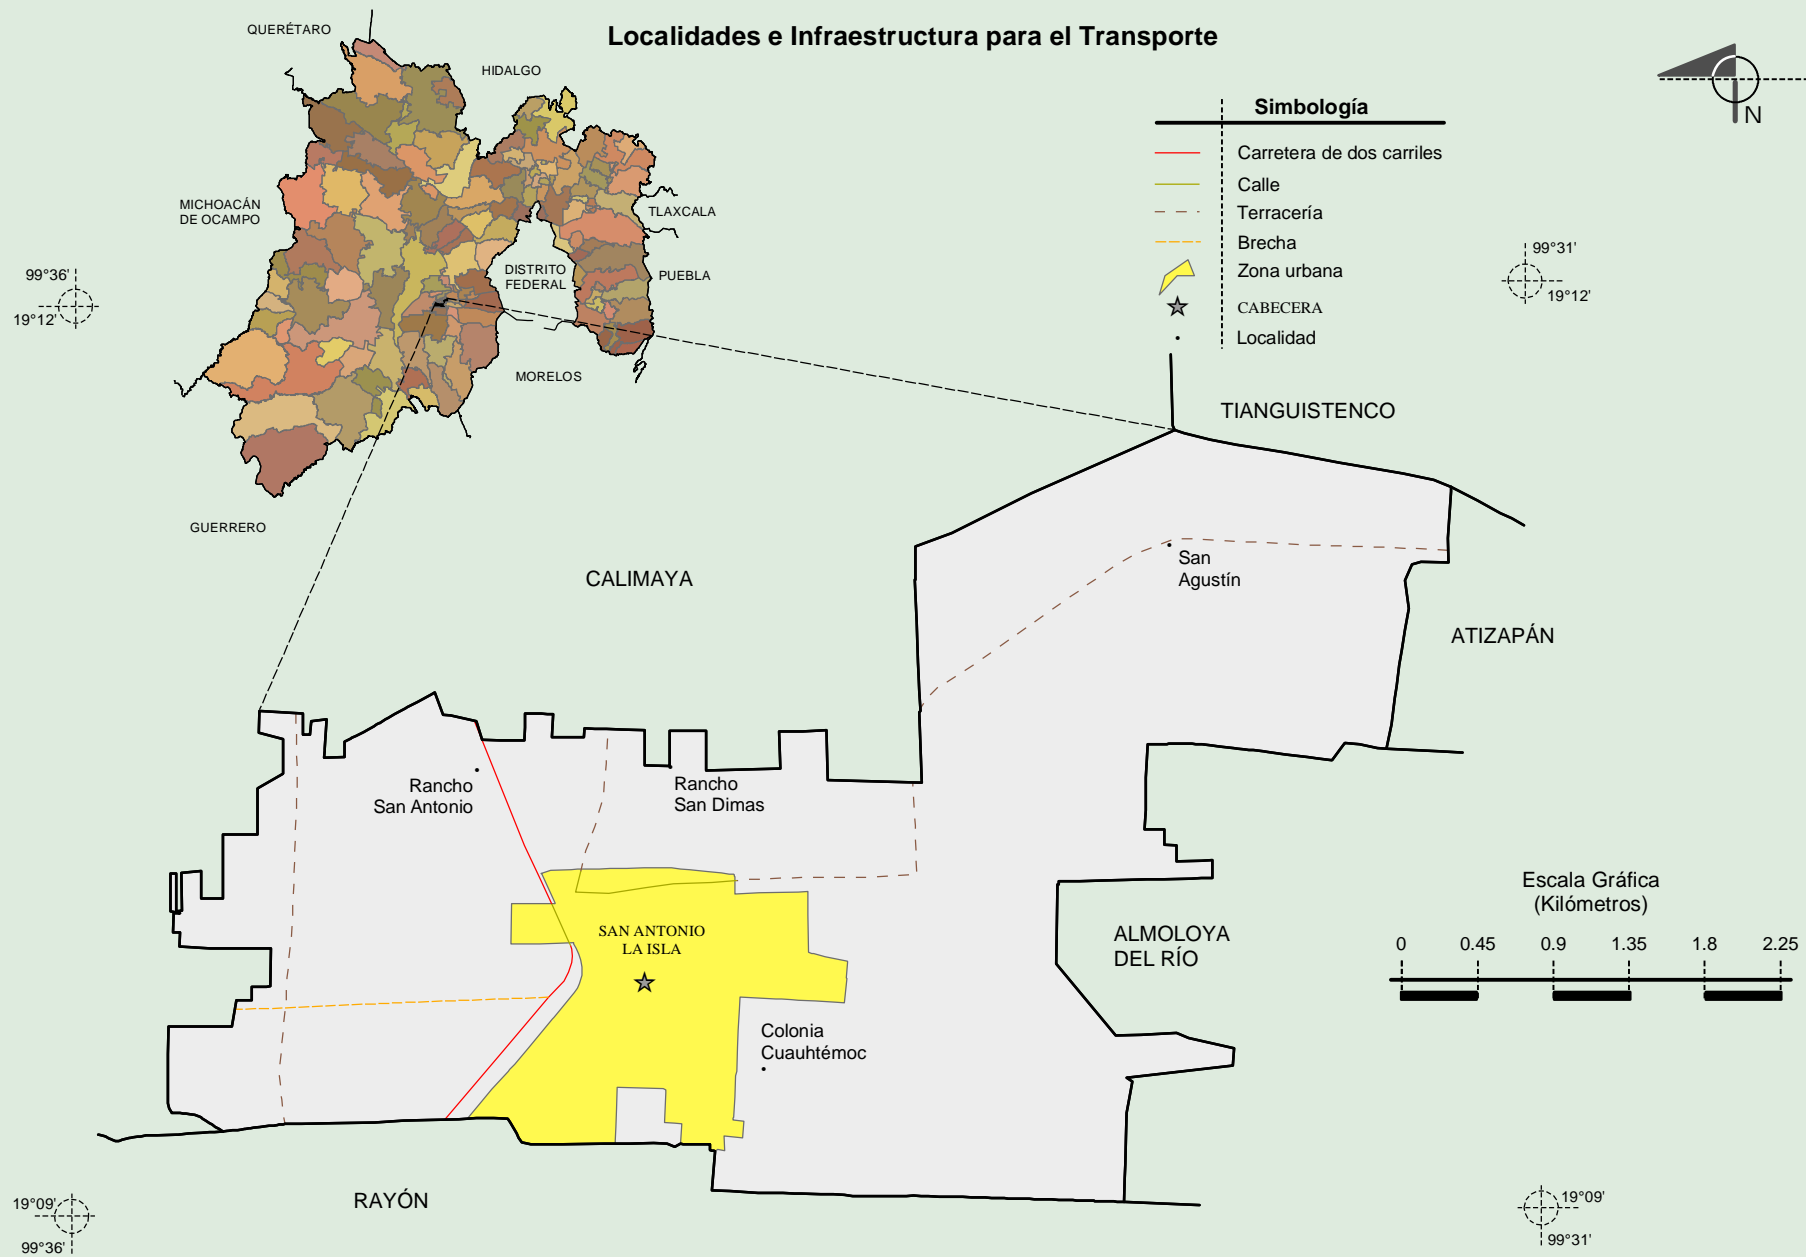 Localidades e Infraestructura para el Transporte
QUERÉTARO
HIDALGO
MICHOACÁN
DE OCAMPO
TLAXCALA
DISTRITO
FEDERAL
PUEBLA
MORELOS
GUERRERO
N
Simbología
Carretera de dos carriles
Calle
Terracería
Brecha
Zona urbana
CABECERA
Localidad
99°36'
19°12'
99°31'
19°12'
TIANGUISTENCO
CALIMAYA
San
Agustín
ATIZAPÁN
Rancho
San Antonio
Rancho
San Dimas
SAN ANTONIO
LA ISLA
Colonia
Cuauhtémoc
ALMOLOYA
DEL RÍO
Escala Gráfica
(Kilómetros)
0 0.45 0.9 1.35 1.8 2.25
RAYÓN
19°09'
99°36'
19°09'
99°31'